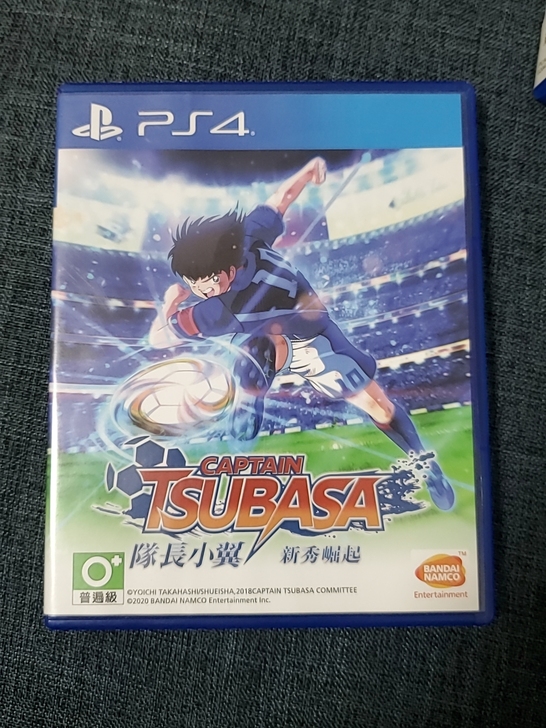 PS4
CAPTAIN
TSUBASA
隊長小翼 新秀崛起
0+
普遍級
©YOICHI TAKAHASHI/SHUEISHA,2018CAPTAIN TSUBASA COMMITTEE
©2020 BANDAI NAMCO Entertainment Inc.
BANDAI
NAMCO
TM
Entertainment